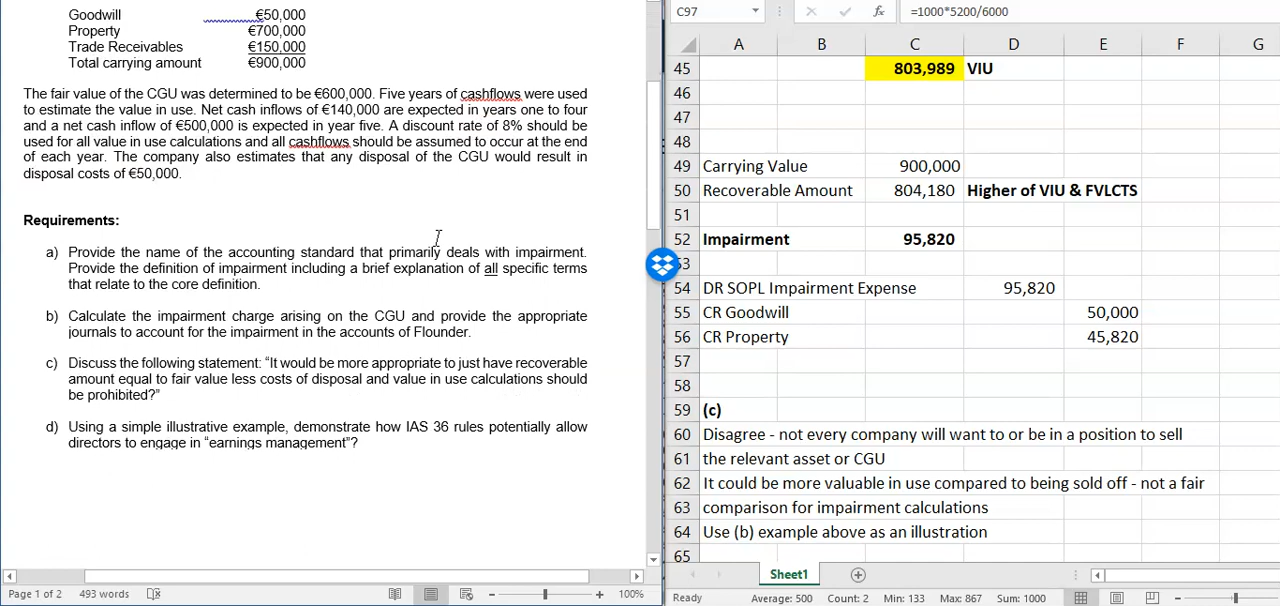 Goodwill €50,000
Property €700,000
Trade Receivables €150,000
Total carrying amount €900,000
The fair value of the CGU was determined to be €600,000. Five years of cashflows were used
to estimate the value in use. Net cash inflows of €140,000 are expected in years one to four
and a net cash inflow of €500,000 is expected in year five. A discount rate of 8% should be
used for all value in use calculations and all cashflows should be assumed to occur at the end
of each year. The company also estimates that any disposal of the CGU would result in
disposal costs of €50,000.
Requirements:
a) Provide the name of the accounting standard that primarily deals with impairment.
Provide the definition of impairment including a brief explanation of all specific terms
that relate to the core definition.
b) Calculate the impairment charge arising on the CGU and provide the appropriate
journals to account for the impairment in the accounts of Flounder.
c) Discuss the following statement: “It would be more appropriate to just have recoverable
amount equal to fair value less costs of disposal and value in use calculations should
be prohibited?”
d) Using a simple illustrative example, demonstrate how IAS 36 rules potentially allow
directors to engage in “earnings management”?
Page 1 of 2 493 words 100%
C97 fx =1000*5200/6000
A B C D E F G
45 803,989 VIU
46
47
48
49 Carrying Value 900,000
50 Recoverable Amount 804,180 Higher of VIU & FVLCTS
51
52 Impairment 95,820
53
54 DR SOPL Impairment Expense 95,820
55 CR Goodwill 50,000
56 CR Property 45,820
57
58
59 (c)
60 Disagree - not every company will want to or be in a position to sell
61 the relevant asset or CGU
62 It could be more valuable in use compared to being sold off - not a fair
63 comparison for impairment calculations
64 Use (b) example above as an illustration
65
Sheet1
Ready Average: 500 Count: 2 Min: 133 Max: 867 Sum: 1000